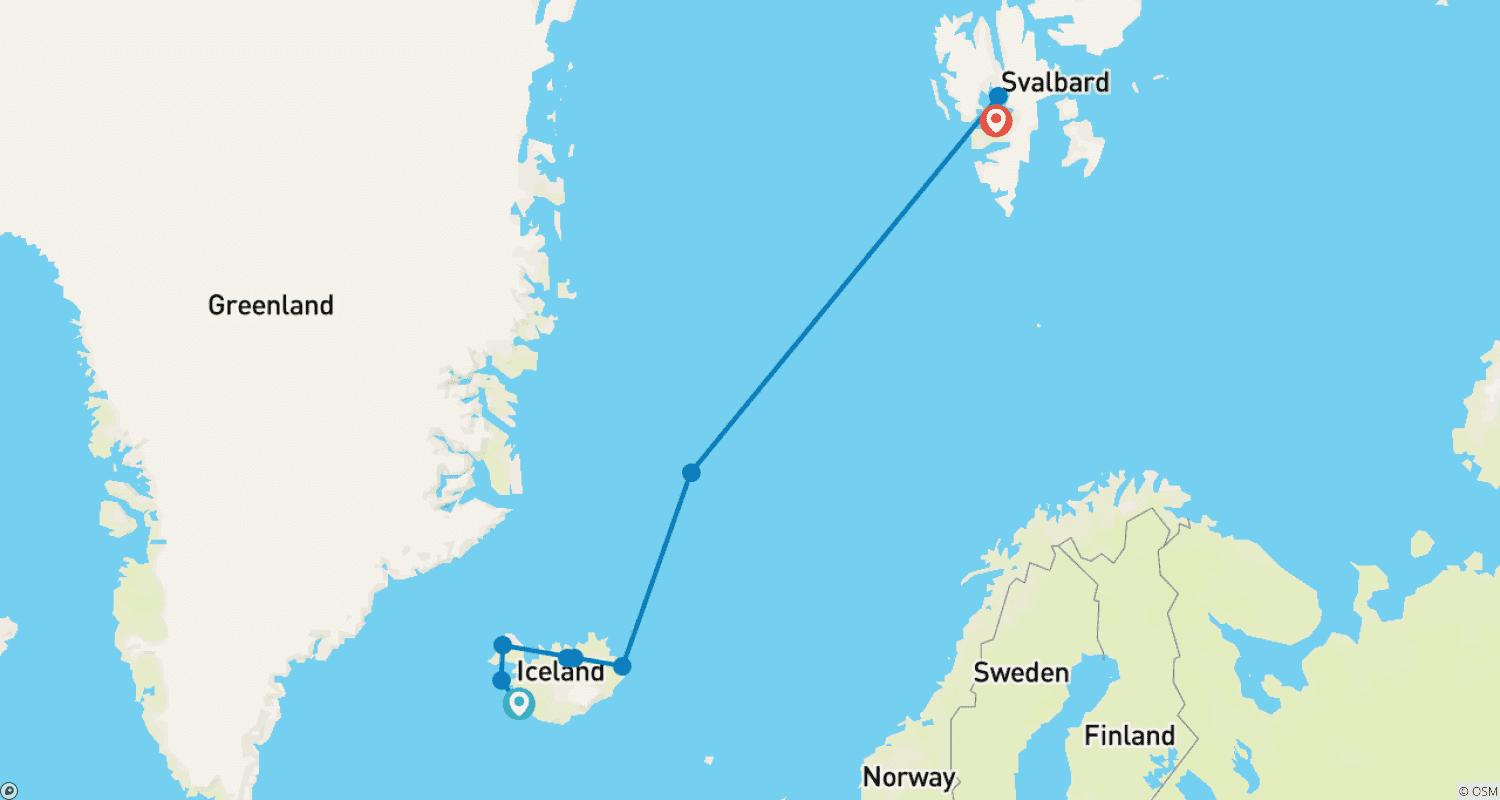 Svalbard
Greenland
Iceland
Sweden
Finland
Norway
© OSM